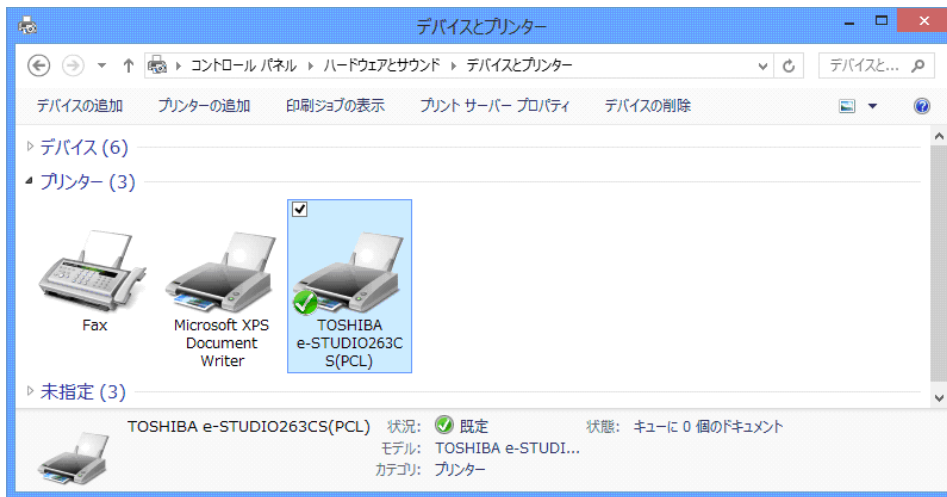 デバイスとプリンター
コントロール パネル ハードウェアとサウンド デバイスとプリンター
デバイスと...
デバイスの追加 プリンターの追加 印刷ジョブの表示 プリント サーバー プロパティ デバイスの削除
デバイス (6)
プリンター (3)
Fax
Microsoft XPS
Document
Writer
TOSHIBA
e-STUDIO263C
S(PCL)
未指定 (3)
TOSHIBA e-STUDIO263CS(PCL) 状況: 既定 状態: キューに 0 個のドキュメント
モデル: TOSHIBA e-STUDI...
カテゴリ: プリンター